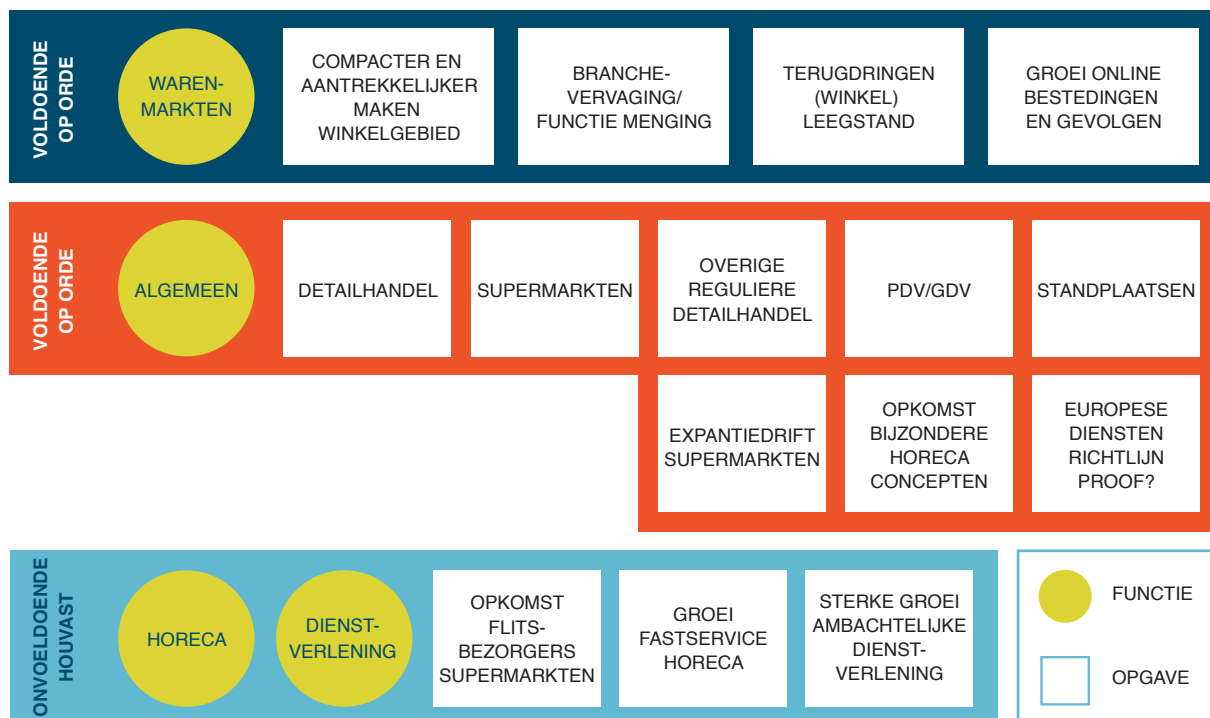 VOLDOENDE
OP ORDE
WAREN-
MARKTEN
COMPACTER EN
AANTREKKELIJKER
MAKEN
WINKELGEBIED
BRANCHE-
VERVAGING/
FUNCTIE MENGING
TERUGDRINGEN
(WINKEL)
LEEGSTAND
GROEI ONLINE
BESTEDINGEN
EN GEVOLGEN
VOLDOENDE
OP ORDE
ALGEMEEN
DETAILHANDEL
SUPERMARKTEN
OVERIGE
REGULIERE
DETAILHANDEL
PDV/GDV
STANDPLAATSEN
EXPANTIEDRIFT
SUPERMARKTEN
OPKOMST
BIJZONDERE
HORECA
CONCEPTEN
EUROPESE
DIENSTEN
RICHTLIJN
PROOF?
ONVOELDOENDE
HOUVAST
HORECA
DIENST-
VERLENING
OPKOMST
FLITS-
BEZORGERS
SUPERMARKTEN
GROEI
FASTSERVICE
HORECA
STERKE GROEI
AMBACHTELIJKE
DIENST-
VERLENING
FUNCTIE
OPGAVE